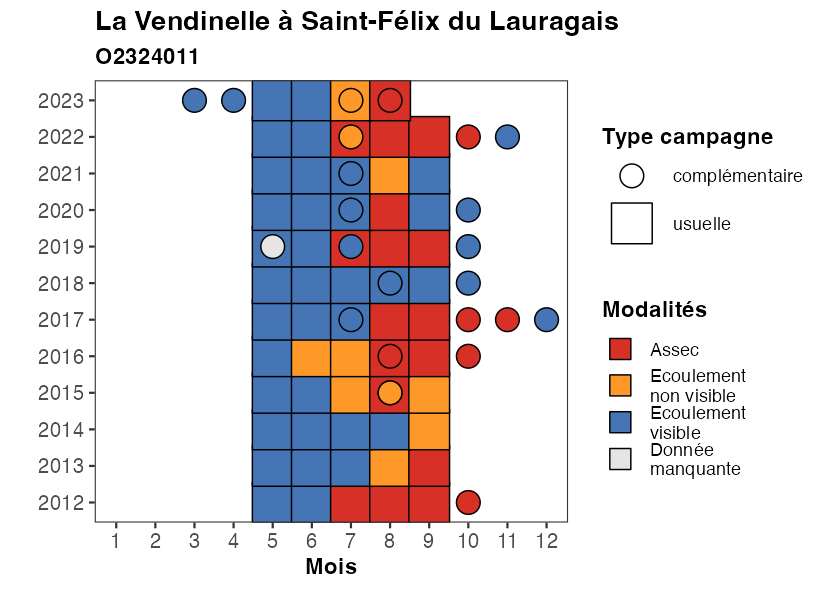 La Vendinelle à Saint-Félix du Lauragais
O2324011
2023
2022
2021
2020
2019
2018
2017
2016
2015
2014
2013
2012
1 2 3 4 5 6 7 8 9 10 11 12
Mois
Type campagne
complémentaire
usuelle
Modalités
Assec
Ecoulement
non visible
Ecoulement
visible
Donnée
manquante